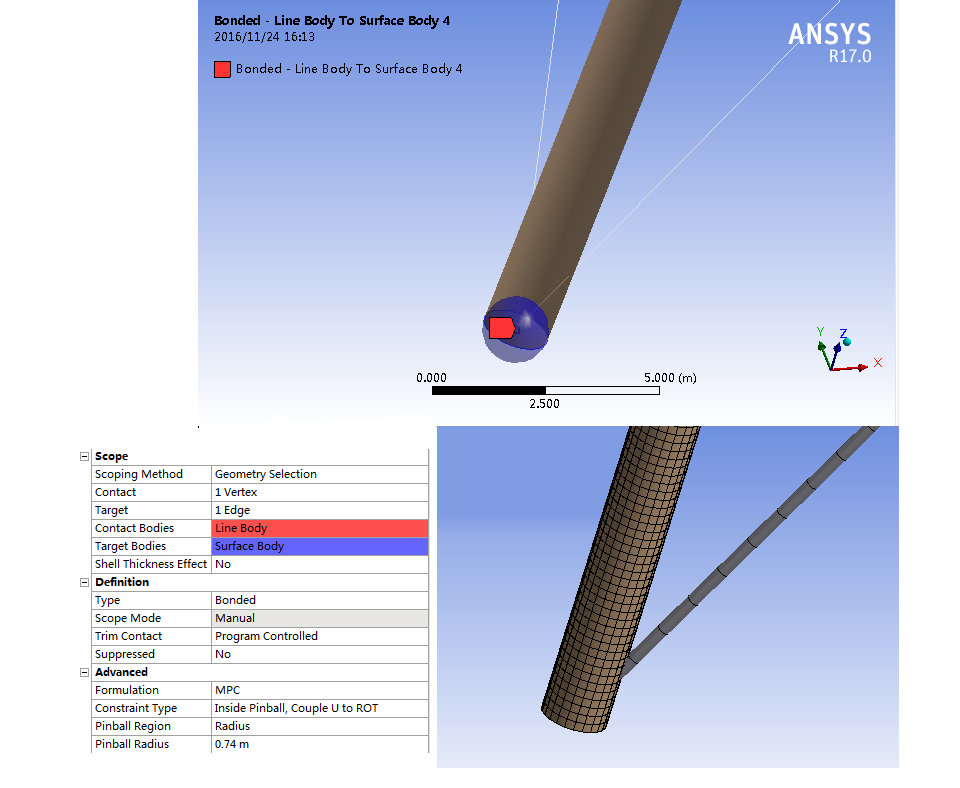 Bonded - Line Body To Surface Body 4
2016/11/24 16:13
Bonded - Line Body To Surface Body 4
ANSYS
R17.0
Y
Z
X
0.000
5.000 (m)
2.500
Scope
Scoping Method Geometry Selection
Contact 1 Vertex
Target 1 Edge
Contact Bodies Line Body
Target Bodies Surface Body
Shell Thickness Effect No
Definition
Type Bonded
Scope Mode Manual
Trim Contact Program Controlled
Suppressed No
Advanced
Formulation MPC
Constraint Type Inside Pinball, Couple U to ROT
Pinball Region Radius
Pinball Radius 0.74 m